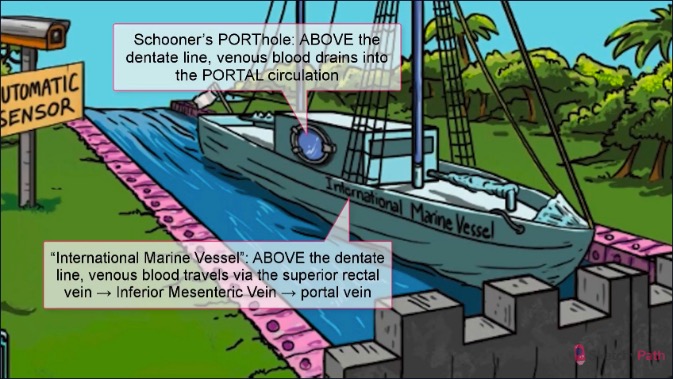 Schooner's PORThole: ABOVE the
dentate line, venous blood drains into
the PORTAL circulation
UTOMATIC
SENSOR
International Marine Vessel
"International Marine Vessel": ABOVE the dentate
line, venous blood travels via the superior rectal
vein → Inferior Mesenteric Vein → portal vein
Path